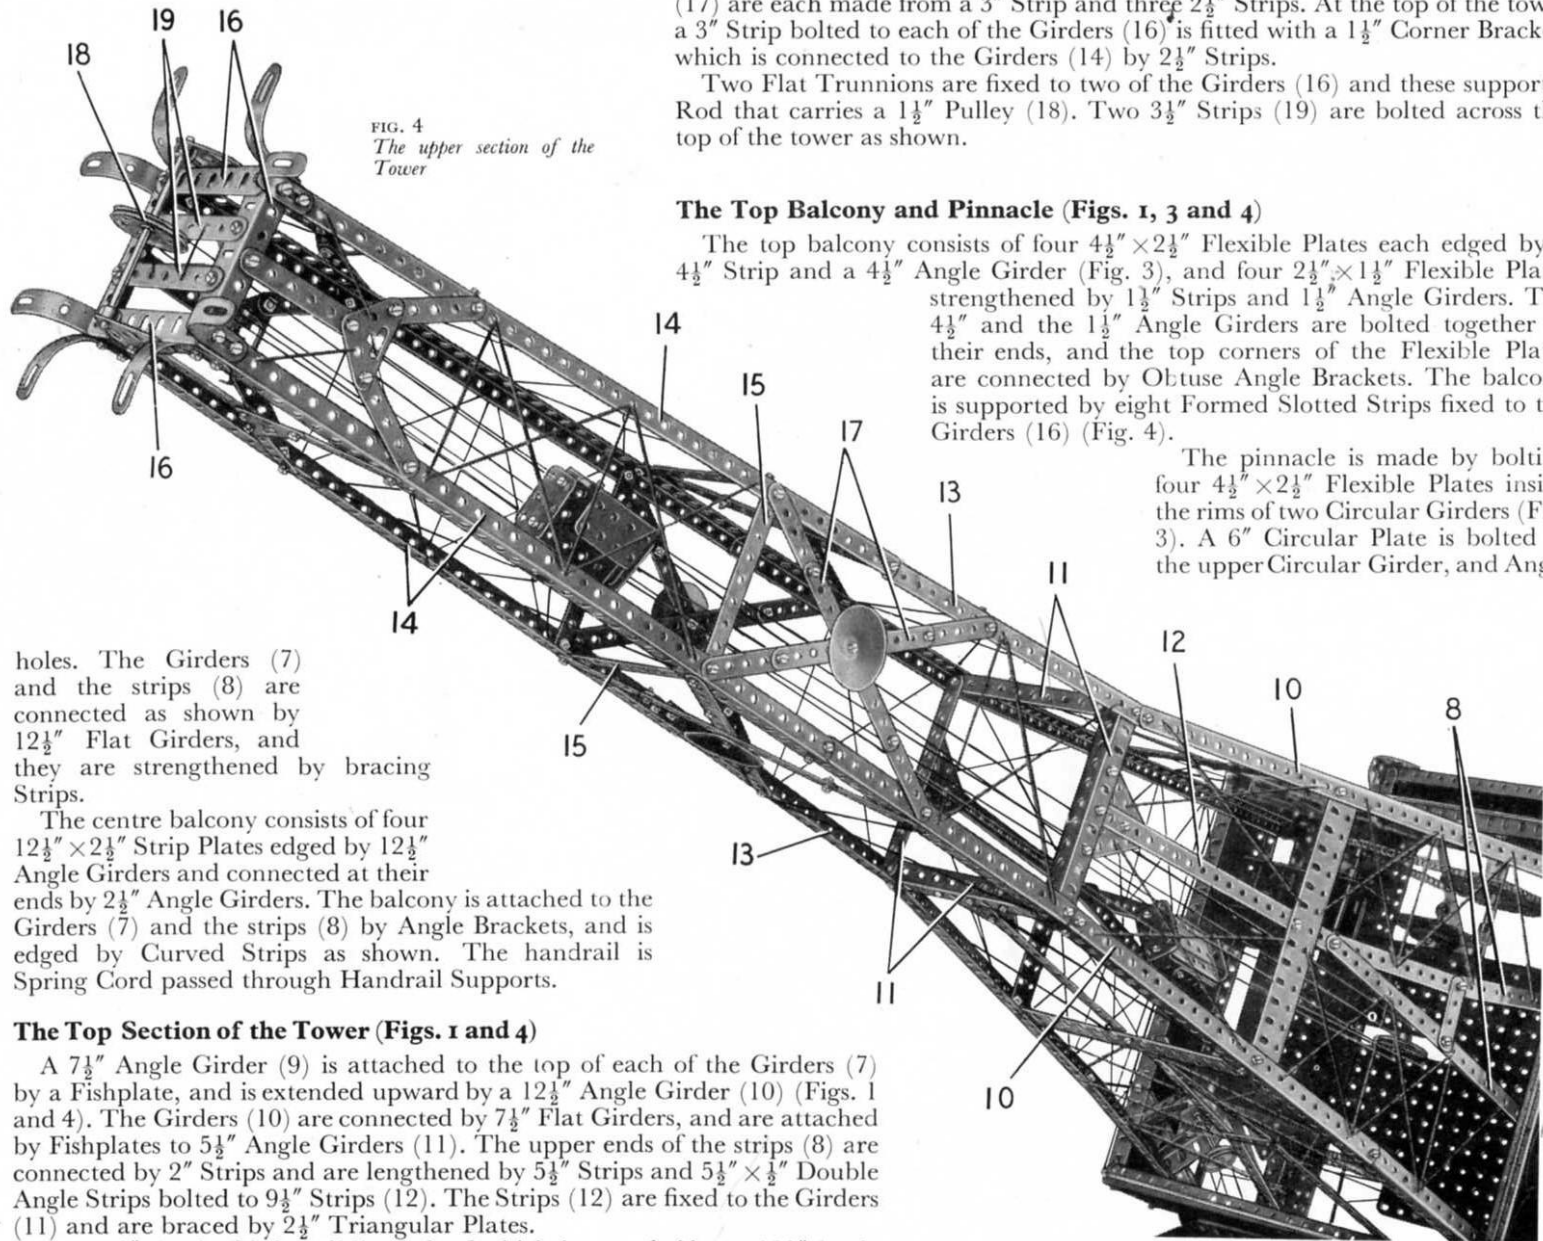 (17) are each made from a 3″ Strip and three 2½″ Strips. At the top of the tow
a 3″ Strip bolted to each of the Girders (16) is fitted with a 1½″ Corner Brack
which is connected to the Girders (14) by 2½″ Strips.
Two Flat Trunnions are fixed to two of the Girders (16) and these suppor
Rod that carries a 1½″ Pulley (18). Two 3½″ Strips (19) are bolted across t
top of the tower as shown.
The Top Balcony and Pinnacle (Figs. 1, 3 and 4)
The top balcony consists of four 4½″ × 2½″ Flexible Plates each edged by
4½″ Strip and a 4½″ Angle Girder (Fig. 3), and four 2½″ × 1½″ Flexible Pla
strengthened by 1½″ Strips and 1½″ Angle Girders. T
4½″ and the 1½″ Angle Girders are bolted together
their ends, and the top corners of the Flexible Pla
are connected by Obtuse Angle Brackets. The balco
is supported by eight Formed Slotted Strips fixed to t
Girders (16) (Fig. 4).
The pinnacle is made by bolti
four 4½″ × 2½″ Flexible Plates insi
the rims of two Circular Girders (F
3). A 6″ Circular Plate is bolted
the upper Circular Girder, and Ang
FIG. 4
The upper section of the
Tower
18
19
16
16
14
15
17
13
11
12
10
8
14
15
13
11
10
holes. The Girders (7)
and the strips (8) are
connected as shown by
12½″ Flat Girders, and
they are strengthened by bracing
Strips.
The centre balcony consists of four
12½″ × 2½″ Strip Plates edged by 12½″
Angle Girders and connected at their
ends by 2½″ Angle Girders. The balcony is attached to the
Girders (7) and the strips (8) by Angle Brackets, and is
edged by Curved Strips as shown. The handrail is
Spring Cord passed through Handrail Supports.
The Top Section of the Tower (Figs. 1 and 4)
A 7½″ Angle Girder (9) is attached to the top of each of the Girders (7)
by a Fishplate, and is extended upward by a 12½″ Angle Girder (10) (Figs. 1
and 4). The Girders (10) are connected by 7½″ Flat Girders, and are attached
by Fishplates to 5½″ Angle Girders (11). The upper ends of the strips (8) are
connected by 2″ Strips and are lengthened by 5½″ Strips and 5½″ × ½″ Double
Angle Strips bolted to 9½″ Strips (12). The Strips (12) are fixed to the Girders
(11) and are braced by 2½″ Triangular Plates.